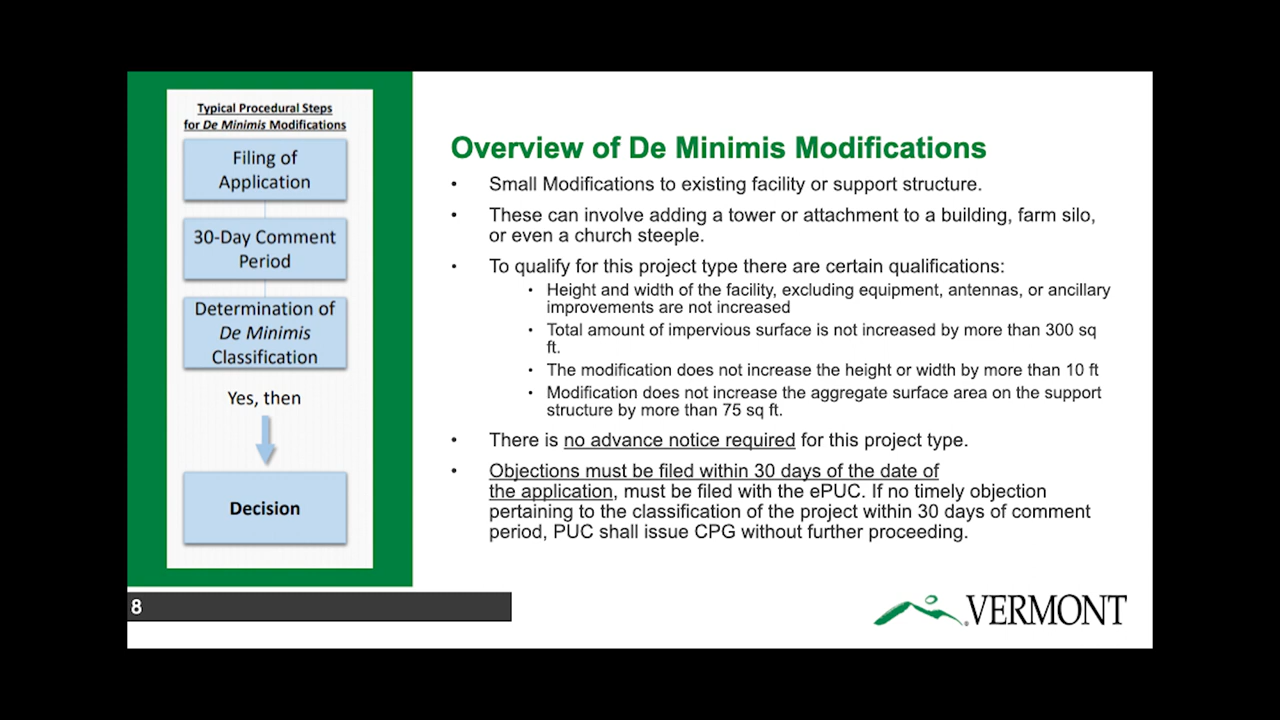 Typical Procedural Steps
for De Minimis Modifications
Filing of
Application
30-Day Comment
Period
Determination of
De Minimis
Classification
Yes, then
Decision
Overview of De Minimis Modifications
• Small Modifications to existing facility or support structure.
• These can involve adding a tower or attachment to a building, farm silo,
or even a church steeple.
• To qualify for this project type there are certain qualifications:
• Height and width of the facility, excluding equipment, antennas, or ancillary
improvements are not increased
• Total amount of impervious surface is not increased by more than 300 sq
ft.
• The modification does not increase the height or width by more than 10 ft
• Modification does not increase the aggregate surface area on the support
structure by more than 75 sq ft.
• There is no advance notice required for this project type.
• Objections must be filed within 30 days of the date of
the application, must be filed with the ePUC. If no timely objection
pertaining to the classification of the project within 30 days of comment
period, PUC shall issue CPG without further proceeding.
8
VERMONT